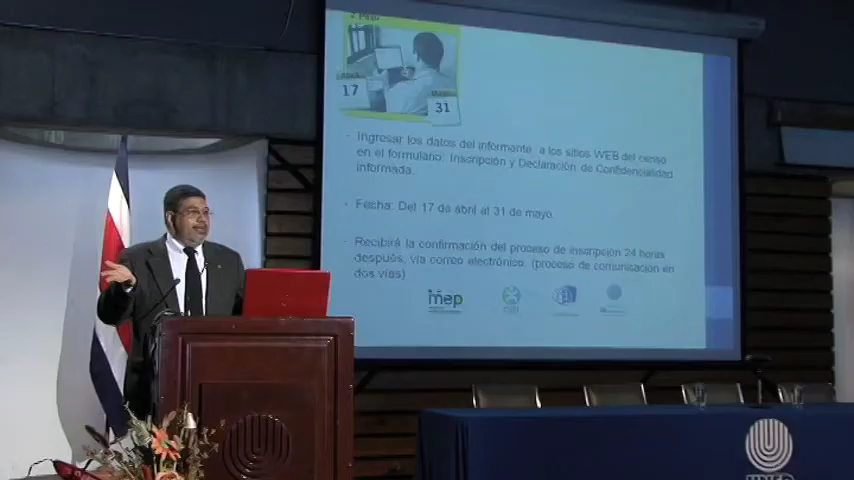 17
31
- Ingresar los datos del informante a los sitios WEB del censo
en el formulario: Inscripción y Declaración de Confidencialidad
informada.
- Fecha: Del 17 de abril al 31 de mayo.
- Recibirá la confirmación del proceso de inscripción 24 horas
después, vía correo electrónico. (proceso de comunicación en
dos vías)
mep
UNED